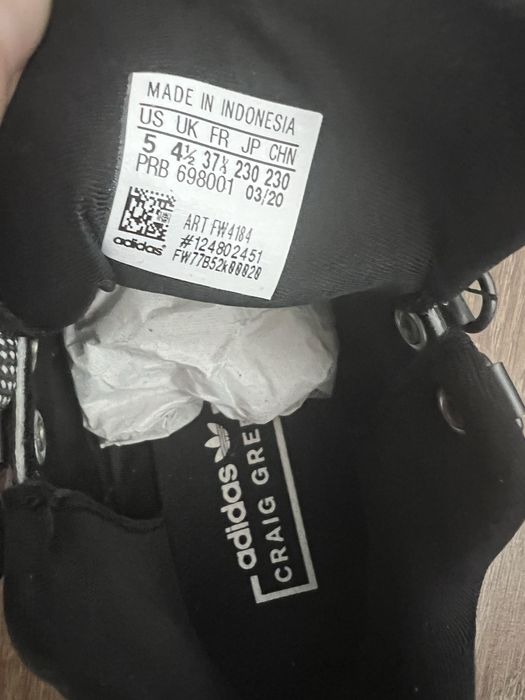 MADE IN INDONESIA
US UK FR JP CHN
5 4½ 37⅓ 230 230
PRB 698001 03/20
ART FW4184
#124802451
FW77B52k00020
adidas
adidas
CRAIG GRE